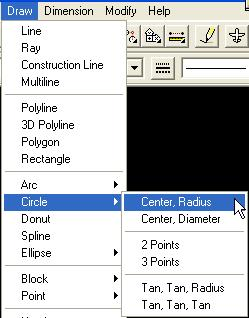 Draw Dimension Modify Help
Line
Ray
Construction Line
Multiline
Polyline
3D Polyline
Polygon
Rectangle
Arc
Circle
Donut
Spline
Ellipse
Block
Point
Center, Radius
Center, Diameter
2 Points
3 Points
Tan, Tan, Radius
Tan, Tan, Tan